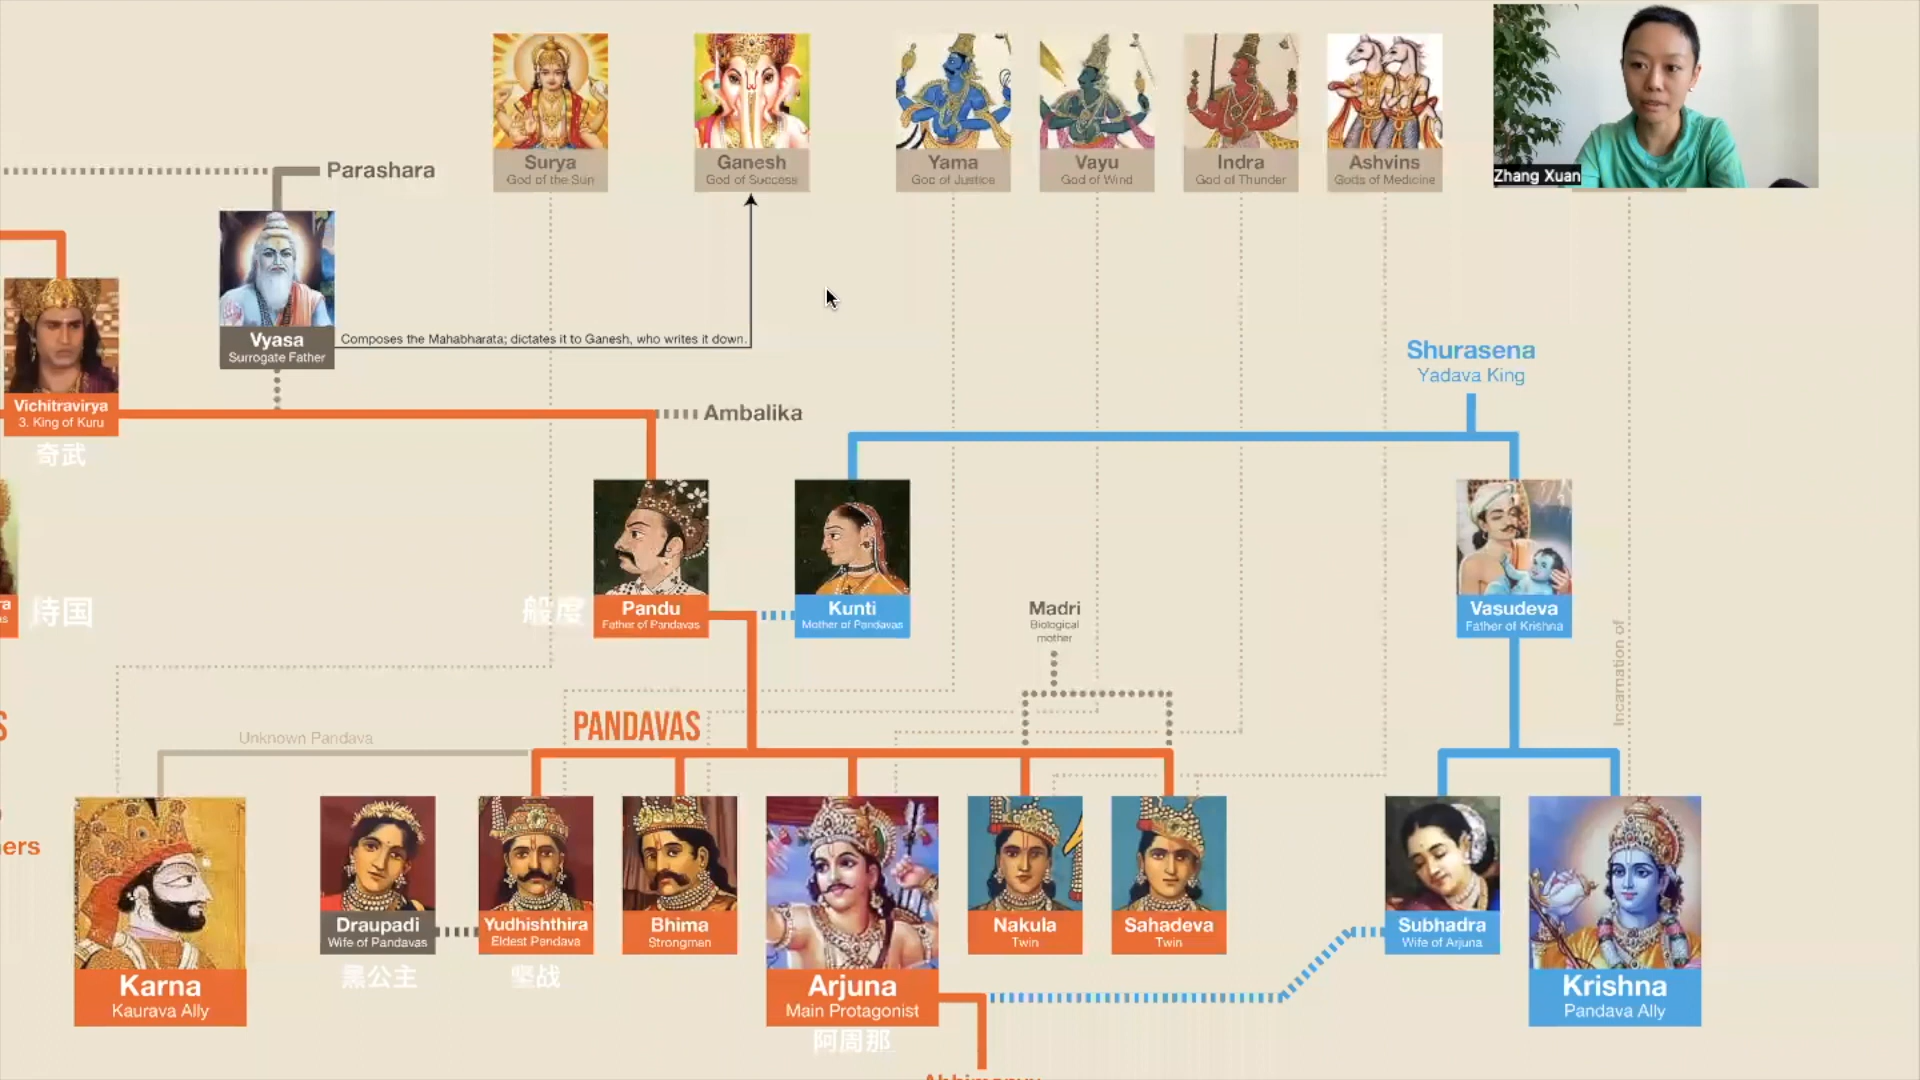 Surya
God of the Sun
Ganesh
God of Success
Yama
God of Justice
Vayu
God of Wind
Indra
God of Thunder
Ashvins
Gods of Medicine
Zhang Xuan
Parashara
Vyasa
Surrogate Father
Composes the Mahabharata; dictates it to Ganesh, who writes it down.
Shurasena
Yadava King
Vichitravirya
3. King of Kuru
奇武
Ambalika
持国
般度
Pandu
Father of Pandavas
Kunti
Mother of Pandavas
Madri
Biological
mother
Vasudeva
Father of Krishna
Incarnation of
PANDAVAS
Unknown Pandava
Karna
Kaurava Ally
Draupadi
Wife of Pandavas
黑公主
Yudhishthira
Eldest Pandava
坚战
Bhima
Strongman
Arjuna
Main Protagonist
阿周那
Nakula
Twin
Sahadeva
Twin
Subhadra
Wife of Arjuna
Krishna
Pandava Ally